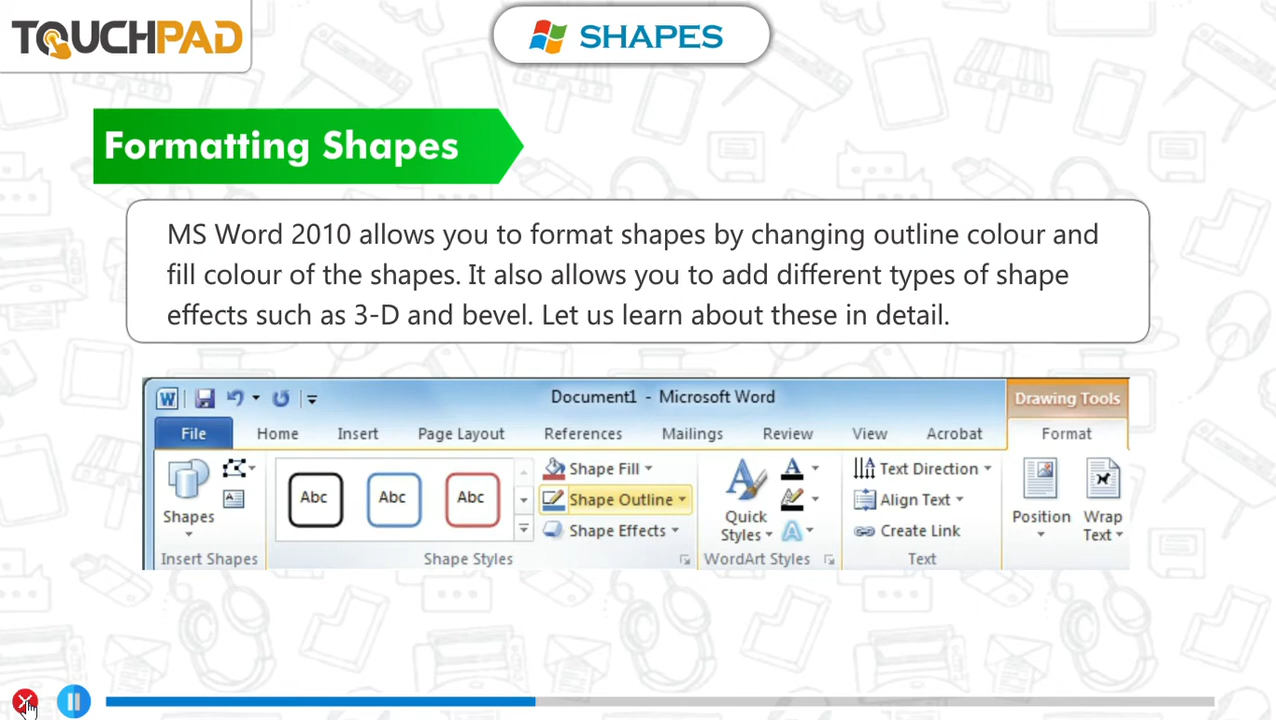 TOUCHPAD
SHAPES
Formatting Shapes
MS Word 2010 allows you to format shapes by changing outline colour and
fill colour of the shapes. It also allows you to add different types of shape
effects such as 3-D and bevel. Let us learn about these in detail.
W
Document1 - Microsoft Word
Drawing Tools
File Home Insert Page Layout References Mailings Review View Acrobat Format
Shapes
Insert Shapes
Abc Abc Abc
Shape Fill
Shape Outline
Shape Effects
Shape Styles
A
Quick
Styles
A
A
WordArt Styles
Text Direction
Align Text
Create Link
Text
Position
Wrap
Text